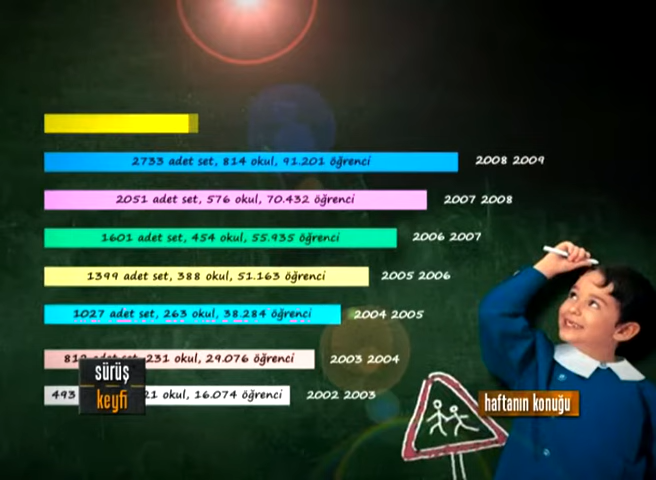 2733 adet set, 814 okul, 91.201 öğrenci 2008 2009
2051 adet set, 576 okul, 70.432 öğrenci 2007 2008
1601 adet set, 454 okul, 55.935 öğrenci 2006 2007
1399 adet set, 388 okul, 51.163 öğrenci 2005 2006
1027 adet set, 263 okul, 38.284 öğrenci 2004 2005
231 okul, 29.076 öğrenci 2003 2004
493 okul, 16.074 öğrenci 2002 2003
sürüş
keyfi
haftanın konuğu